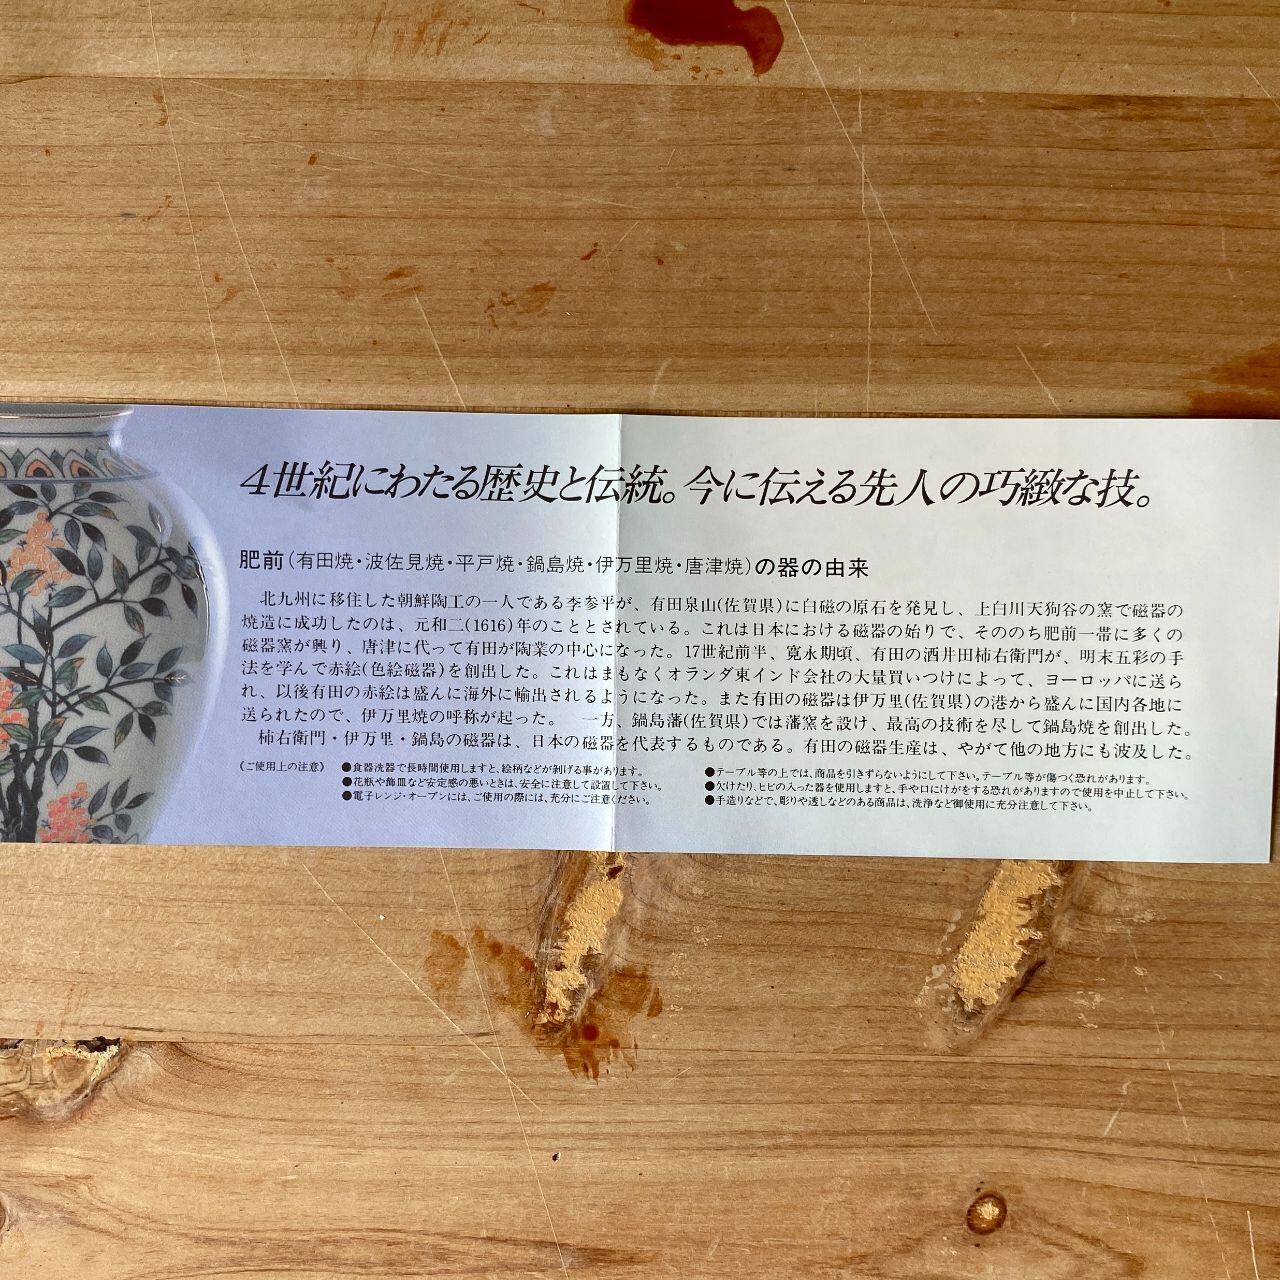 4世紀にわたる歴史と伝統。今に伝える先人の巧緻な技。
肥前(有田焼・波佐見焼・平戸焼・鍋島焼・伊万里焼・唐津焼)の器の由来
北九州に移住した朝鮮陶工の一人である李参平が、有田泉山(佐賀県)に白磁の原石を発見し、上白川天狗谷の窯で磁器の
焼造に成功したのは、元和二(1616)年のこととされている。これは日本における磁器の始りで、そののち肥前一帯に多くの
磁器窯が興り、唐津に代って有田が陶業の中心になった。17世紀前半、寛永期頃、有田の酒井田柿右衛門が、明末五彩の手
法を学んで赤絵(色絵磁器)を創出した。これはまもなくオランダ東インド会社の大量買いつけによって、ヨーロッパに送ら
れ、以後有田の赤絵は盛んに海外に輸出されるようになった。また有田の磁器は伊万里(佐賀県)の港から盛んに国内各地に
送られたので、伊万里焼の呼称が起った。　一方、鍋島藩(佐賀県)では藩窯を設け、最高の技術を尽して鍋島焼を創出した。
柿右衛門・伊万里・鍋島の磁器は、日本の磁器を代表するものである。有田の磁器生産は、やがて他の地方にも波及した。
《ご使用上の注意》
●食器洗器で長時間使用しますと、絵柄などが剥げる事があります。
●花瓶や飾皿など安定感の悪いときは、安全に注意して設置して下さい。
●電子レンジ・オーブンには、ご使用の際には、充分にご注意ください。
●テーブル等の上では、商品を引きずらないようにして下さい。テーブル等が傷つく恐れがあります。
●欠けたり、ヒビの入った器を使用しますと、手や口にけがをする恐れがありますので使用を中止して下さい。
●手造りなどで、彫りや透しなどのある商品は、洗浄など御使用に充分注意して下さい。